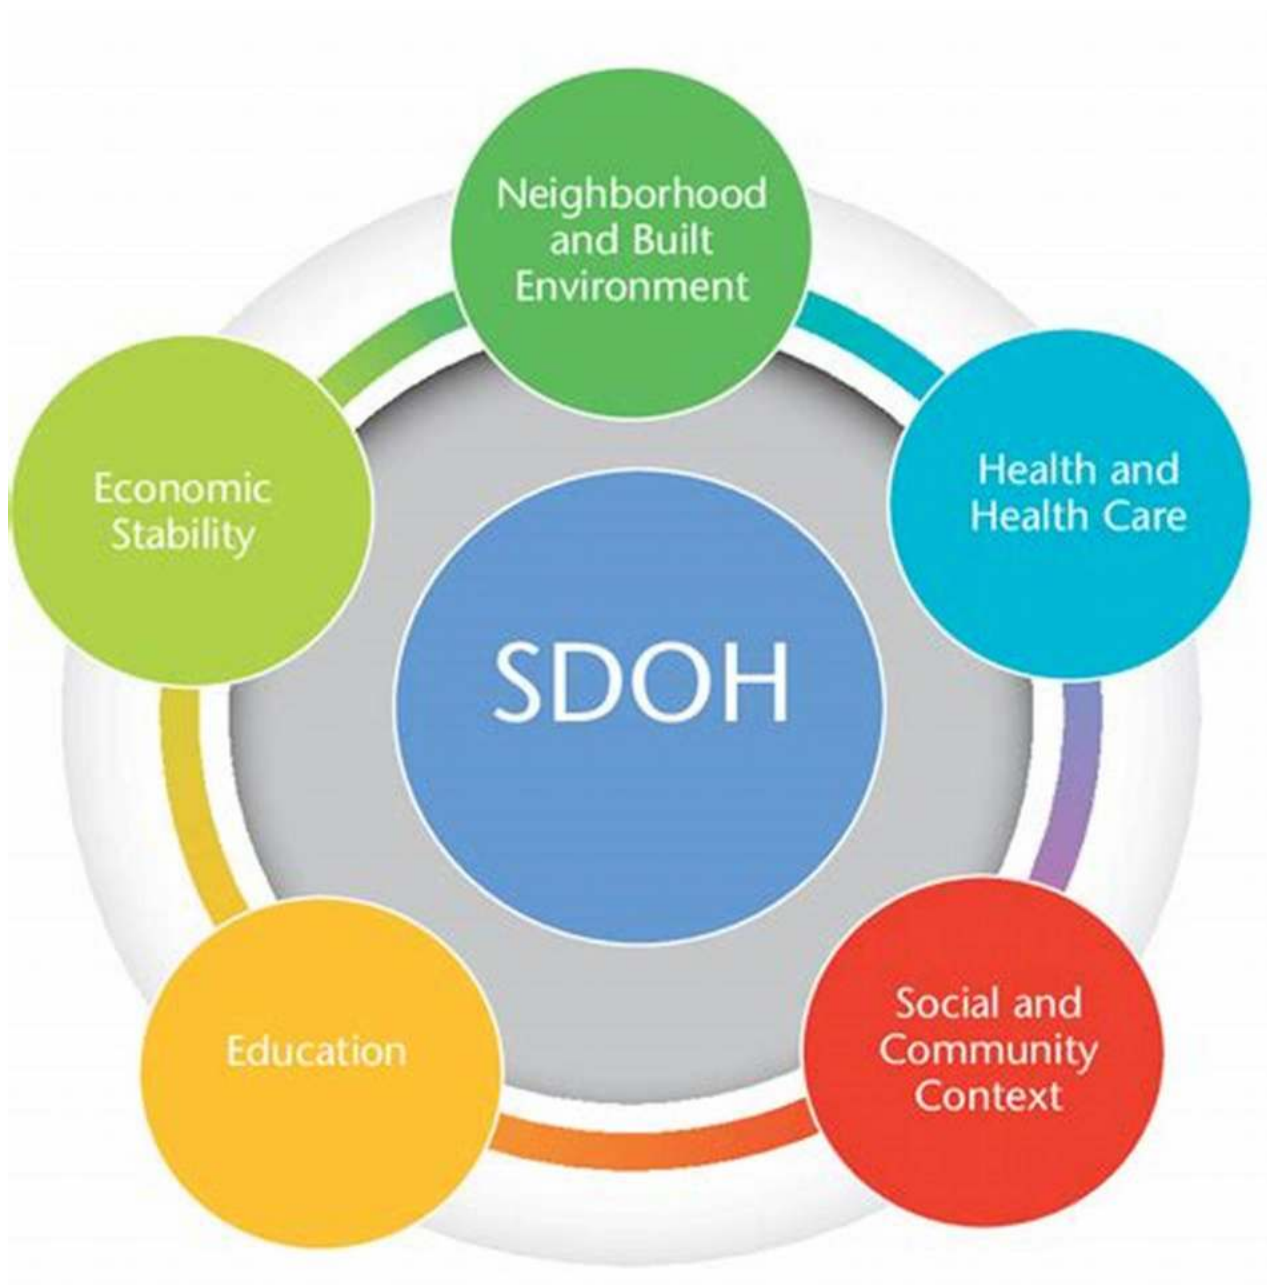 Neighborhood
and Built
Environment
Economic
Stability
Health and
Health Care
SDOH
Education
Social and
Community
Context